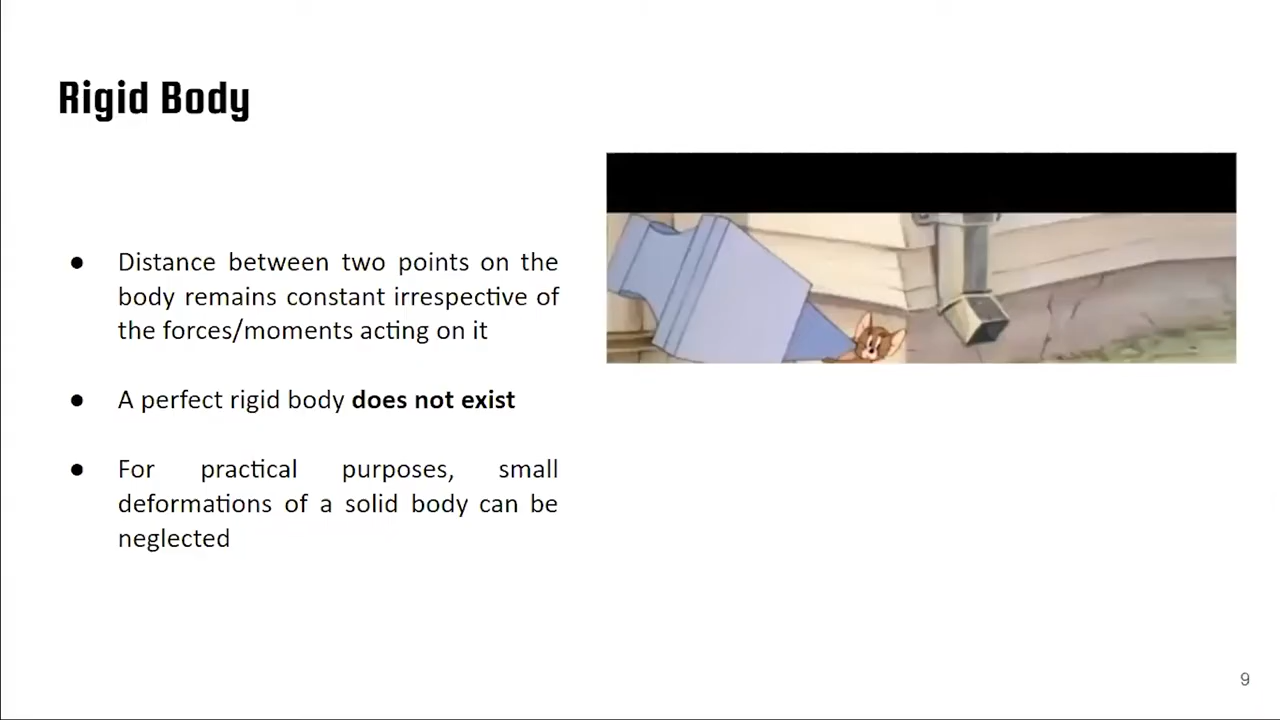 Rigid Body
● Distance between two points on the
body remains constant irrespective of
the forces/moments acting on it
● A perfect rigid body does not exist
● For practical purposes, small
deformations of a solid body can be
neglected
9